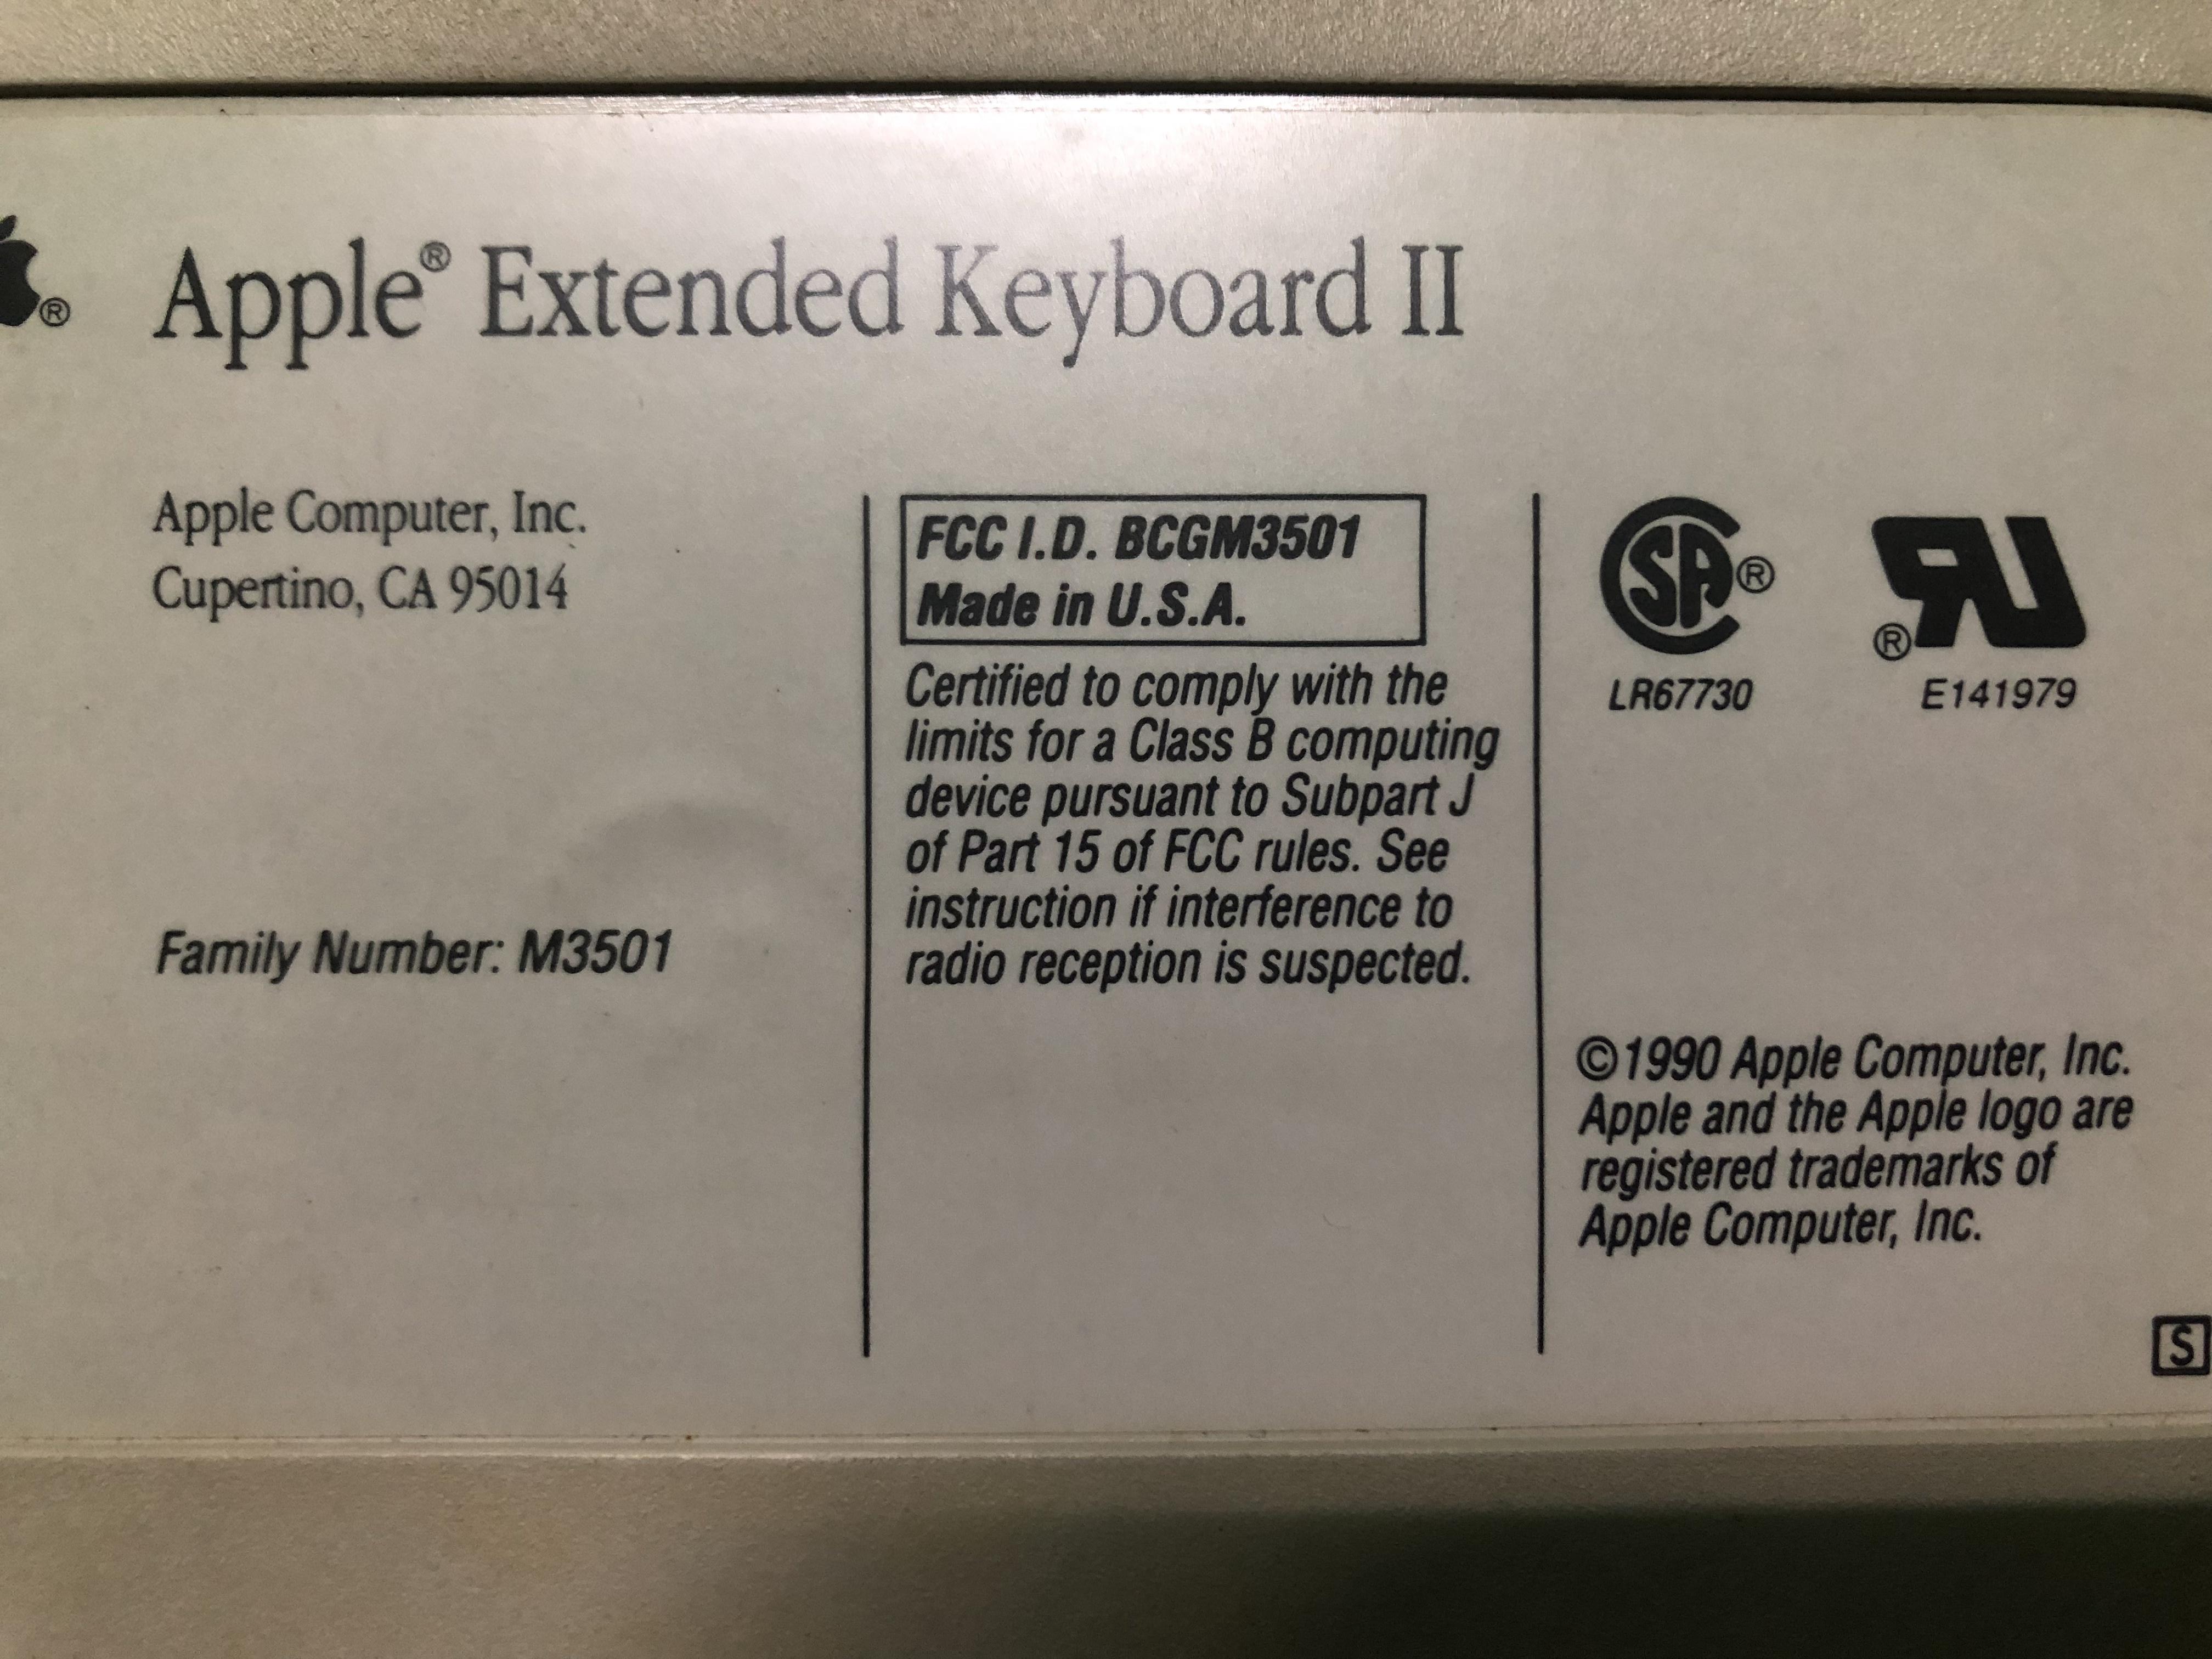 ® Apple® Extended Keyboard II
Apple Computer, Inc.
Cupertino, CA 95014
Family Number: M3501
FCC I.D. BCGM3501
Made in U.S.A.
Certified to comply with the
limits for a Class B computing
device pursuant to Subpart J
of Part 15 of FCC rules. See
instruction if interference to
radio reception is suspected.
SA® ®UR
LR67730 E141979
©1990 Apple Computer, Inc.
Apple and the Apple logo are
registered trademarks of
Apple Computer, Inc.
S